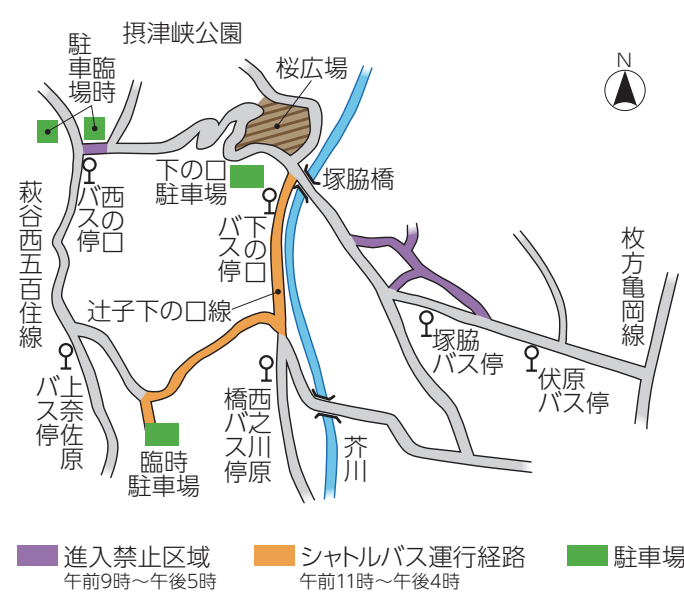 摂津峡公園
臨時
駐車場
桜広場
N
下の口
駐車場
塚脇橋
西の口
バス停
萩谷西五百住線
下の口
バス停
枚方亀岡線
辻子下の口線
塚脇
バス停
伏原
バス停
上奈佐原
バス停
西之川原
橋バス停
芥川
臨時
駐車場
進入禁止区域
午前9時～午後5時
シャトルバス運行経路
午前11時～午後4時
駐車場